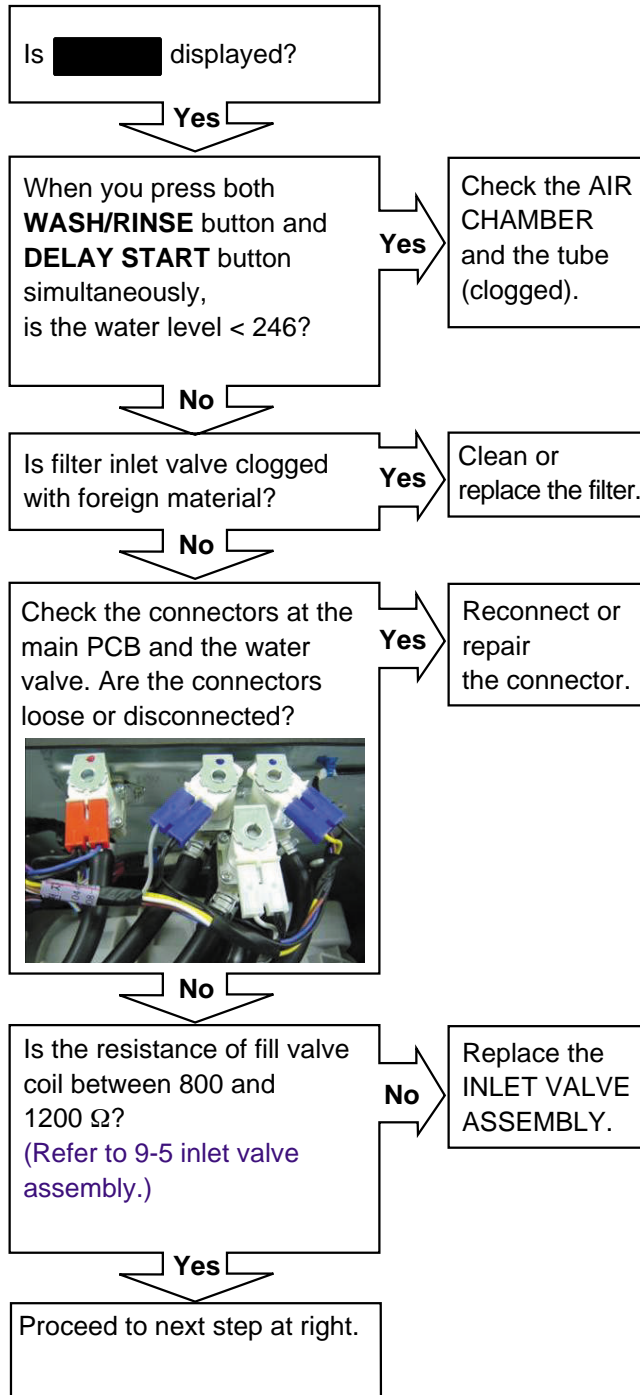 Is displayed?
Yes
When you press both
WASH/RINSE button and
DELAY START button
simultaneously,
is the water level < 246?
Yes
Check the AIR
CHAMBER
and the tube
(clogged).
No
Is filter inlet valve clogged
with foreign material?
Yes
Clean or
replace the filter.
No
Check the connectors at the
main PCB and the water
valve. Are the connectors
loose or disconnected?
Yes
Reconnect or
repair
the connector.
No
Is the resistance of fill valve
coil between 800 and
1200 Ω?
(Refer to 9-5 inlet valve
assembly.)
No
Replace the
INLET VALVE
ASSEMBLY.
Yes
Proceed to next step at right.